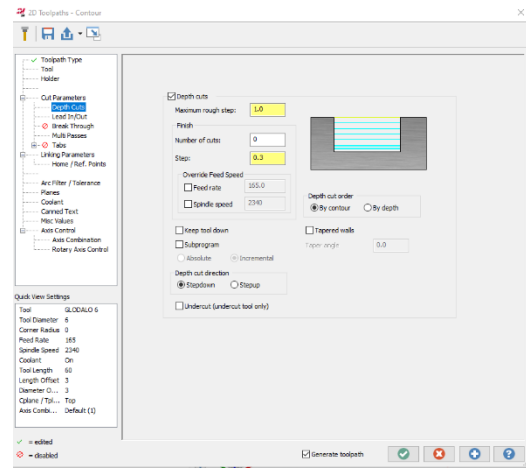 2D Toolpaths - Contour
Toolpath Type
Tool
Holder
Cut Parameters
Depth Cuts
Lead In/Out
Break Through
Multi Passes
Tabs
Linking Parameters
Home / Ref. Points
Arc Filter / Tolerance
Planes
Coolant
Canned Text
Misc Values
Axis Control
Axis Combination
Rotary Axis Control
Quick View Settings
Tool GLODALO 6
Tool Diameter 6
Corner Radius 0
Feed Rate 165
Spindle Speed 2340
Coolant On
Tool Length 60
Length Offset 3
Diameter O... 3
Cplane / Tpl... Top
Axis Combi... Default (1)
= edited
= disabled
Depth cuts
Maximum rough step: 1.0
Finish
Number of cuts: 0
Step: 0.3
Override Feed Speed
Feed rate 165.0
Spindle speed 2340
Depth cut order
By contour By depth
Keep tool down
Tapered walls
Subprogram
Taper angle 0.0
Absolute Incremental
Depth cut direction
Stepdown Stepup
Undercut (undercut tool only)
Generate toolpath